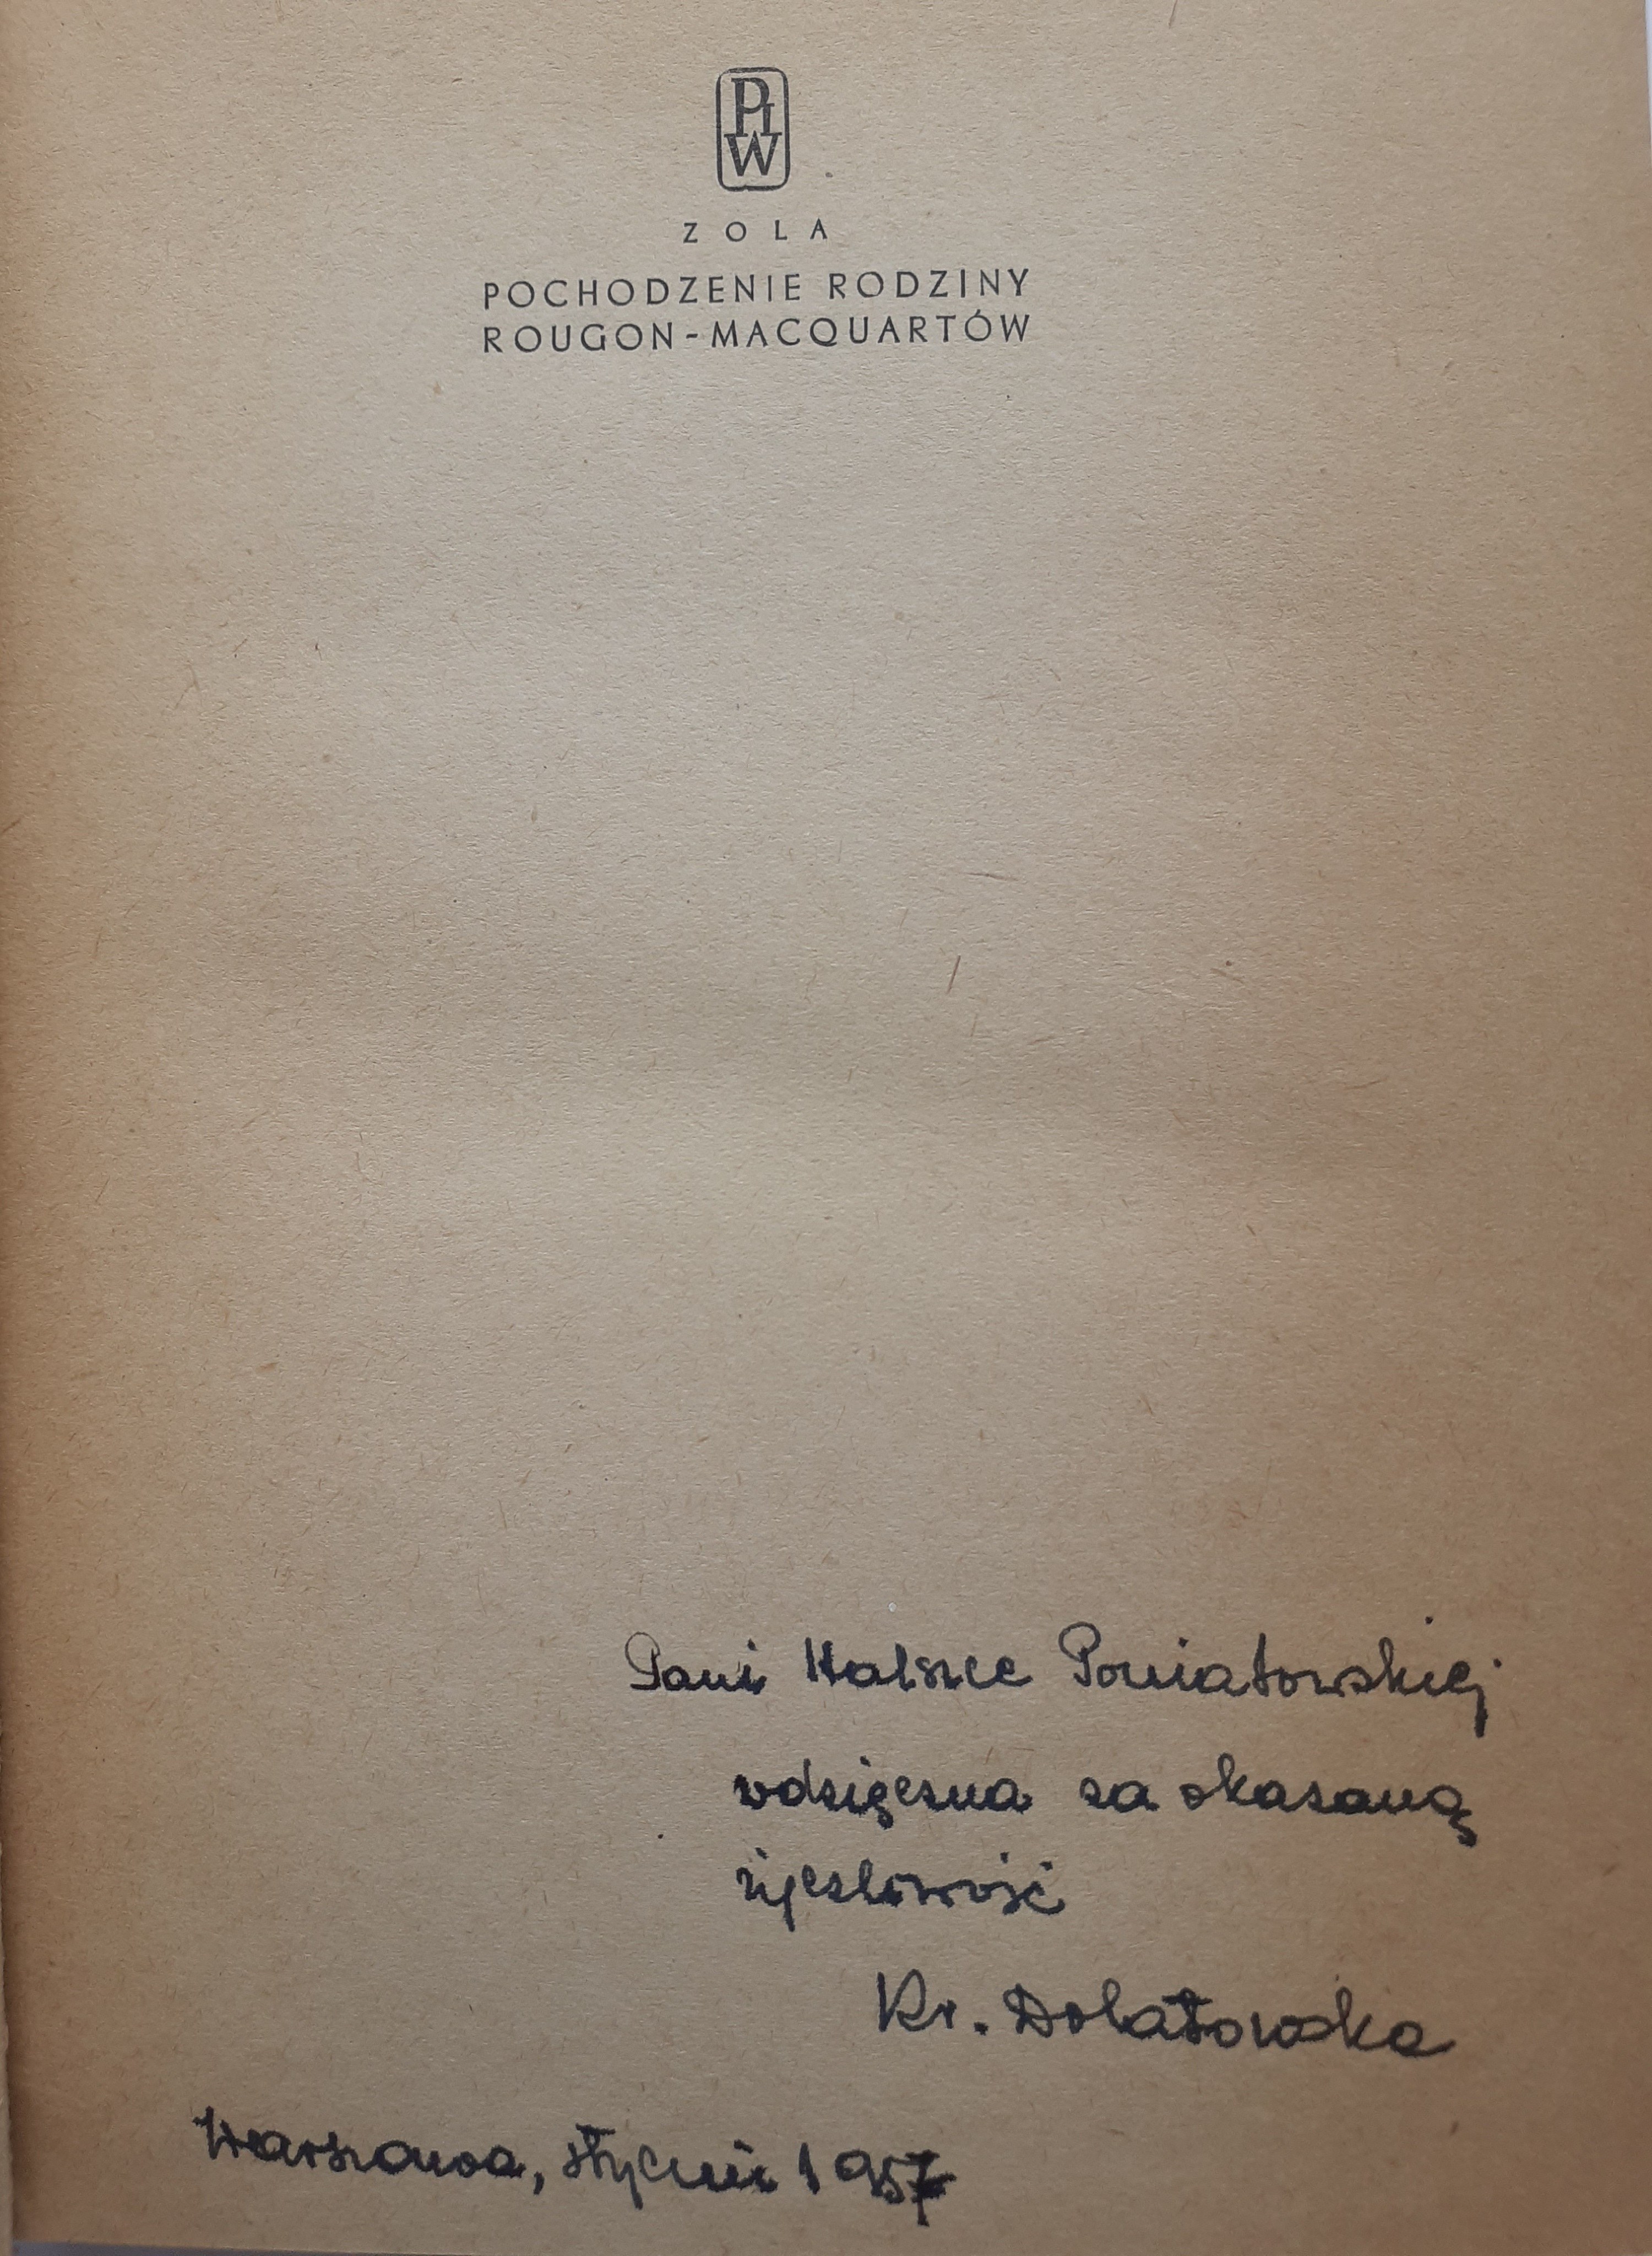 PIW
ZOLA
POCHODZENIE RODZINY
ROUGON-MACQUARTÓW
Pani Halszce Poniatowskiej
wdzięczna za okazaną
życzliwość
Kr. Dolatowska
Warszawa, styczeń 1957